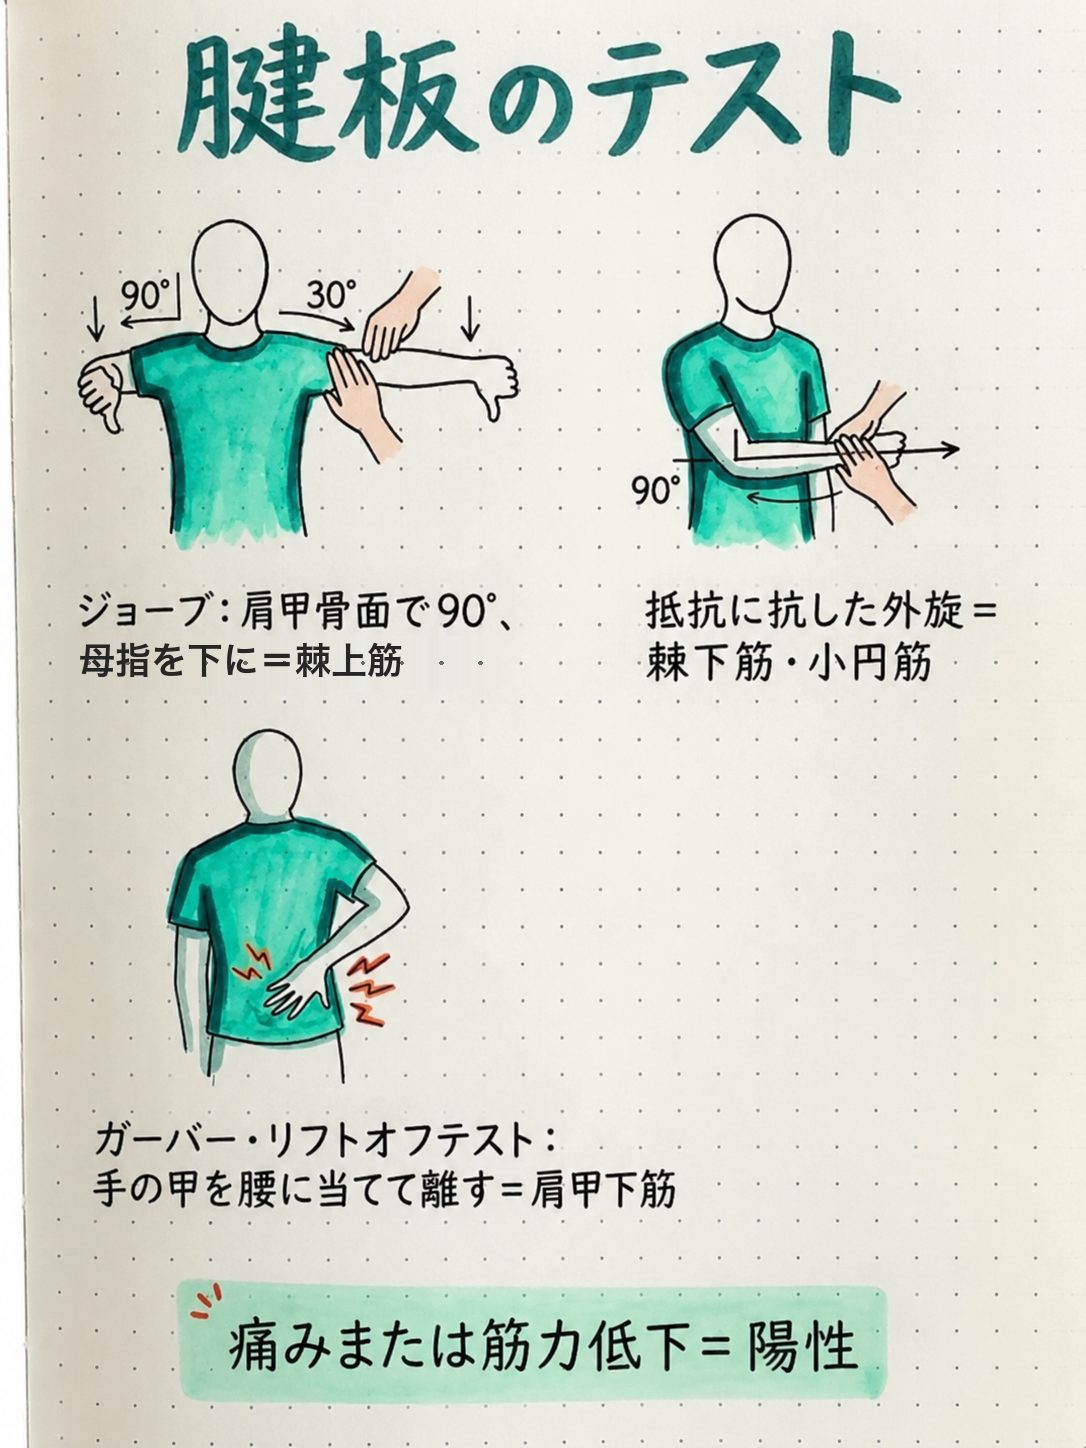 腱板のテスト
90°
30°
90°
ジョーブ：肩甲骨面で90°、
母指を下に＝棘上筋
抵抗に抗した外旋＝
棘下筋・小円筋
ガーバー・リフトオフテスト：
手の甲を腰に当てて離す＝肩甲下筋
痛みまたは筋力低下＝陽性